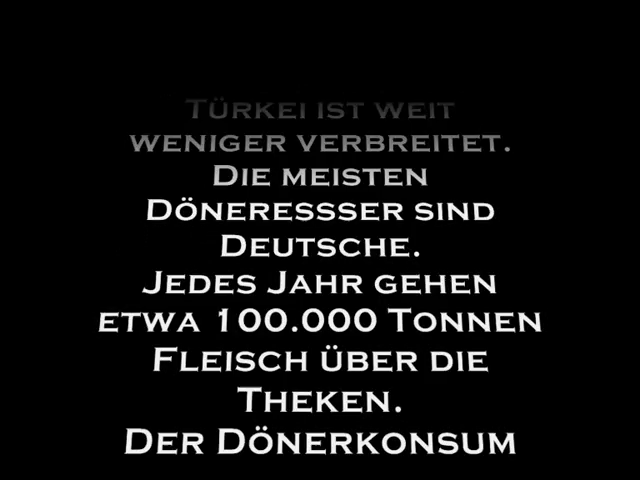 Türkei ist weit
weniger verbreitet.
Die meisten
Döneressser sind
Deutsche.
Jedes Jahr gehen
etwa 100.000 Tonnen
Fleisch über die
Theken.
Der Dönerkonsum